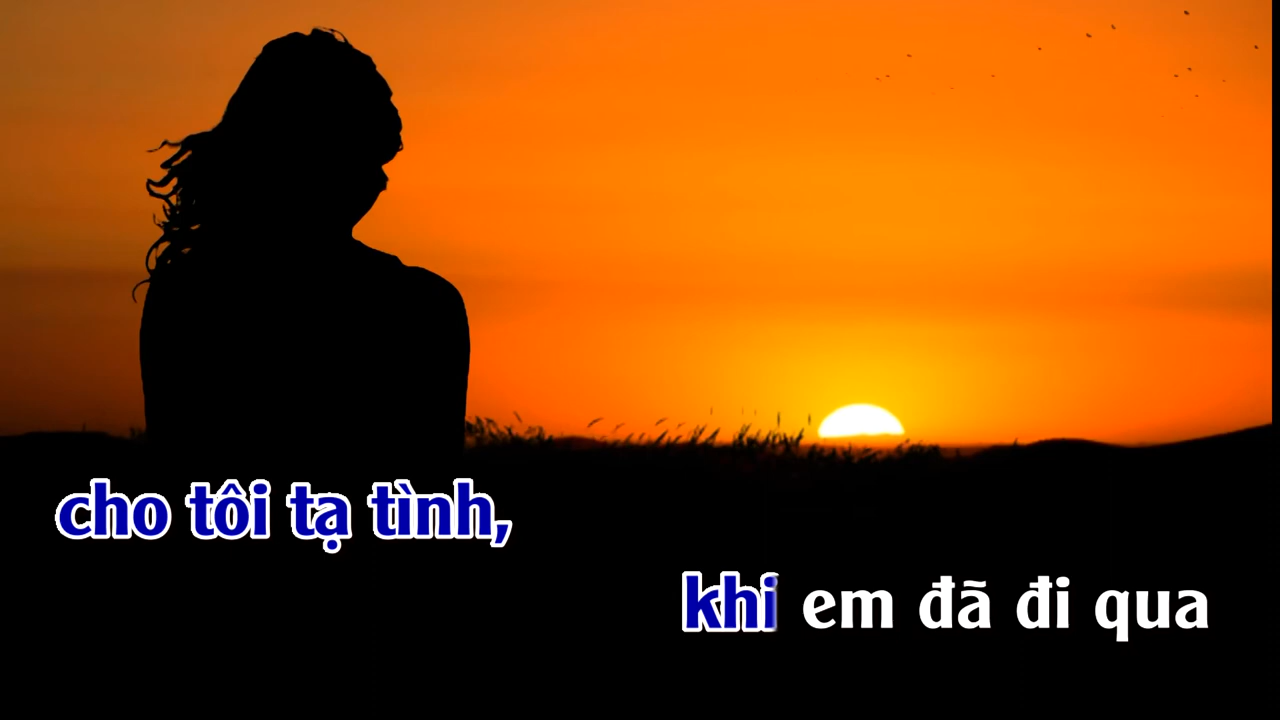 cho tôi tạ tình,
khi em đã đi qua